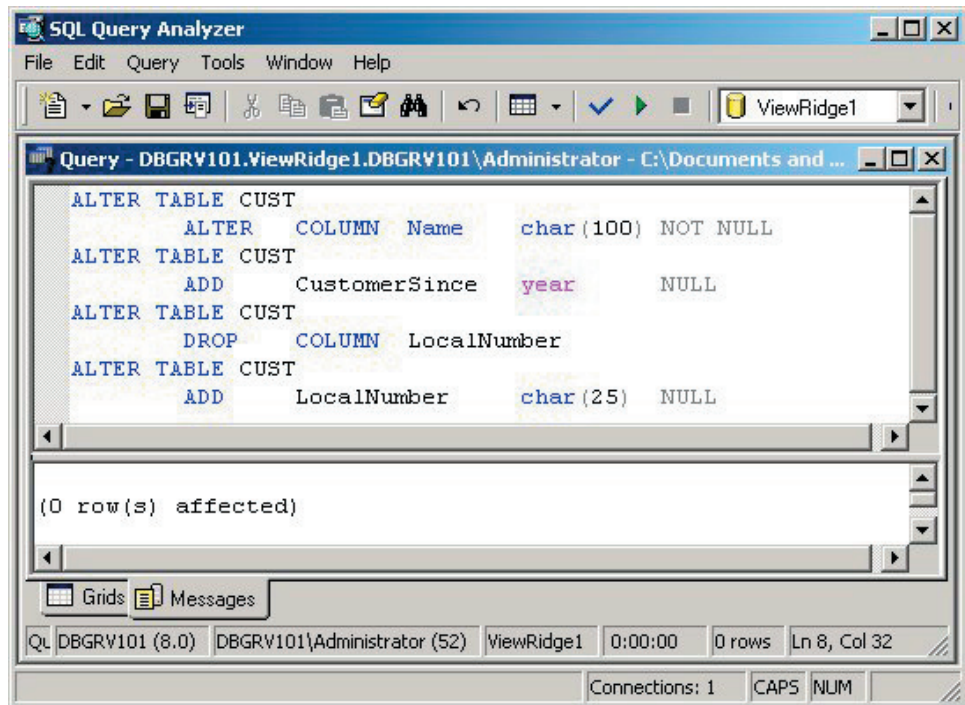 SQL Query Analyzer
File Edit Query Tools Window Help
ViewRidge1
Query - DBGRV101.ViewRidge1.DBGRV101\Administrator - C:\Documents and ...
ALTER TABLE CUST
ALTER COLUMN Name char(100) NOT NULL
ALTER TABLE CUST
ADD CustomerSince year NULL
ALTER TABLE CUST
DROP COLUMN LocalNumber
ALTER TABLE CUST
ADD LocalNumber char(25) NULL
(0 row(s) affected)
Grids Messages
Qu DBGRV101 (8.0) DBGRV101\Administrator (52) ViewRidge1 0:00:00 0 rows Ln 8, Col 32
Connections: 1 CAPS NUM